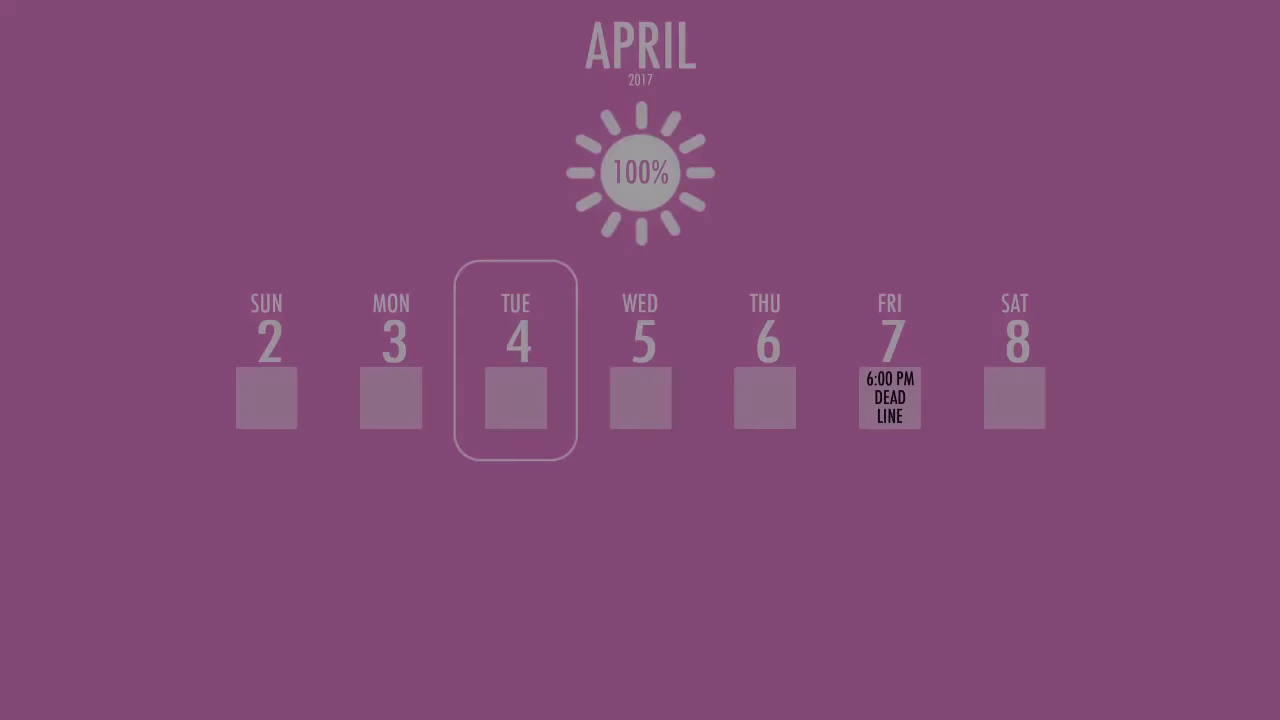 APRIL
2017
100%
SUN MON TUE WED THU FRI SAT
2 3 4 5 6 7 8
6:00 PM
DEAD
LINE